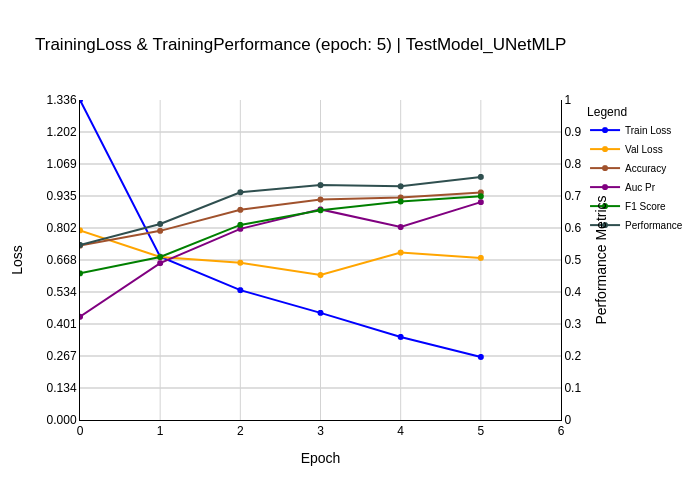 TrainingLoss & TrainingPerformance (epoch: 5) | TestModel_UNetMLP
1.336
1.202
1.069
0.935
0.802
0.668
0.534
0.401
0.267
0.134
0.000
Loss
0
1
2
3
4
5
6
Epoch
1
0.9
0.8
0.7
0.6
0.5
0.4
0.3
0.2
0.1
0
Performance Metrics
Legend
Train Loss
Val Loss
Accuracy
Auc Pr
F1 Score
Performance